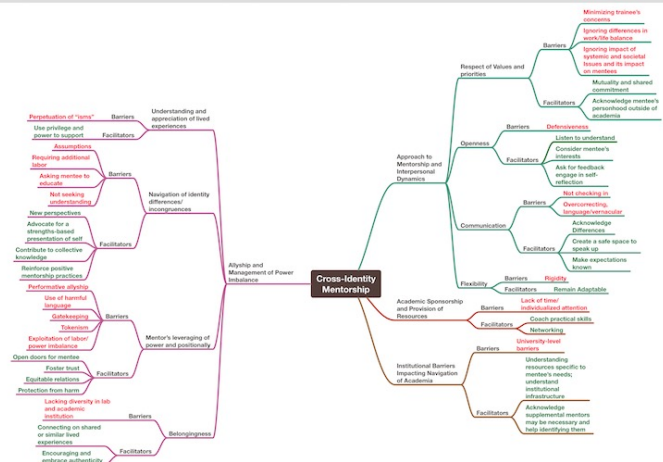 Cross-Identity
Mentorship
Allyship and
Management of Power
Imbalance
Understanding and
appreciation of lived
experiences
Barriers
Perpetuation of "isms"
Facilitators
Use privilege and
power to support
Navigation of identity
differences/
incongruences
Barriers
Assumptions
Requiring additional
labor
Asking mentee to
educate
Not seeking
understanding
Facilitators
New perspectives
Advocate for a
strengths-based
presentation of self
Contribute to collective
knowledge
Reinforce positive
mentorship practices
Mentor's leveraging of
power and positionally
Barriers
Performative allyship
Use of harmful
language
Gatekeeping
Tokenism
Exploitation of labor/
power imbalance
Facilitators
Open doors for mentee
Foster trust
Equitable relations
Protection from harm
Belongingness
Barriers
Lacking diversity in lab
and academic
institution
Facilitators
Connecting on shared
or similar lived
experiences
Encouraging and
embrace authenticity
Approach to
Mentorship and
Interpersonal
Dynamics
Respect of Values and
priorities
Barriers
Minimizing trainee's
concerns
Ignoring differences in
work/life balance
Ignoring impact of
systemic and societal
Issues and its impact
on mentees
Facilitators
Mutuality and shared
commitment
Acknowledge mentee's
personhood outside of
academia
Openness
Barriers
Defensiveness
Facilitators
Listen to understand
Consider mentee's
interests
Ask for feedback
engage in self-
reflection
Communication
Barriers
Not checking in
Overcorrecting,
language/vernacular
Facilitators
Acknowledge
Differences
Create a safe space to
speak up
Make expectations
known
Flexibility
Barriers
Rigidity
Facilitators
Remain Adaptable
Academic Sponsorship
and Provision of
Resources
Barriers
Lack of time/
individualized attention
Facilitators
Coach practical skills
Networking
Institutional Barriers
Impacting Navigation
of Academia
Barriers
University-level
barriers
Facilitators
Understanding
resources specific to
mentee's needs;
understand
institutional
infrastructure
Acknowledge
supplemental mentors
may be necessary and
help identifying them